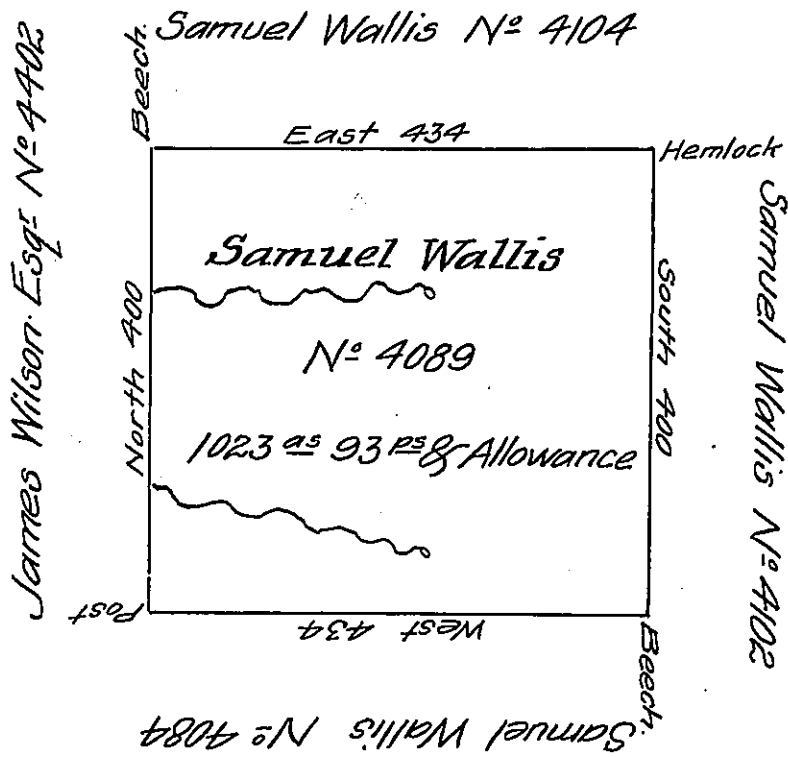 Samuel Wallis Nº 4104
Beech.
East 434
Hemlock
James Wilson Esqr Nº 4402
North 400
Samuel Wallis
Nº 4089
1023 as 93 ps & Allowance
South 400
Samuel Wallis Nº 4102
Post
West 434
Beech.
Samuel Wallis Nº 4084